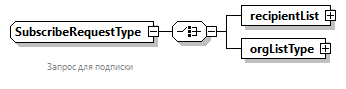 recipientList
SubscribeRequestType
orgListType
Запрос для подписки